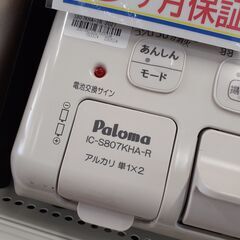 ヶ月保証
あんしん
モード
電池交換サイン
Paloma
IC-S807KHA-R
アルカリ 単1×2